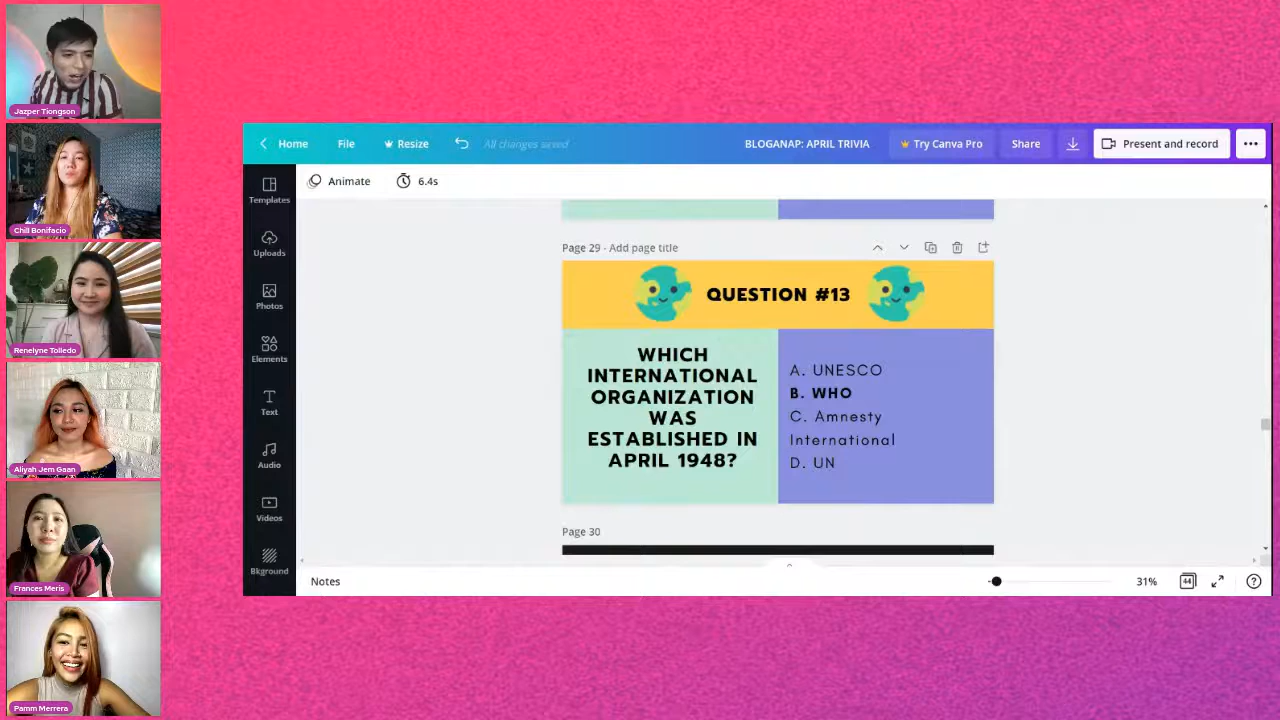 Jazper Tiongson
Chill Bonifacio
Renelyne Tolledo
Aliyah Jem Gaan
Frances Meris
Pamm Merrera
Home File Resize All changes saved BLOGANAP: APRIL TRIVIA Try Canva Pro Share Present and record
Animate 6.4s
Templates
Uploads
Photos
Elements
Text
Audio
Videos
Bkground
Page 29 - Add page title
QUESTION #13
WHICH
INTERNATIONAL
ORGANIZATION
WAS
ESTABLISHED IN
APRIL 1948?
A. UNESCO
B. WHO
C. Amnesty
International
D. UN
Page 30
Notes 31% 44